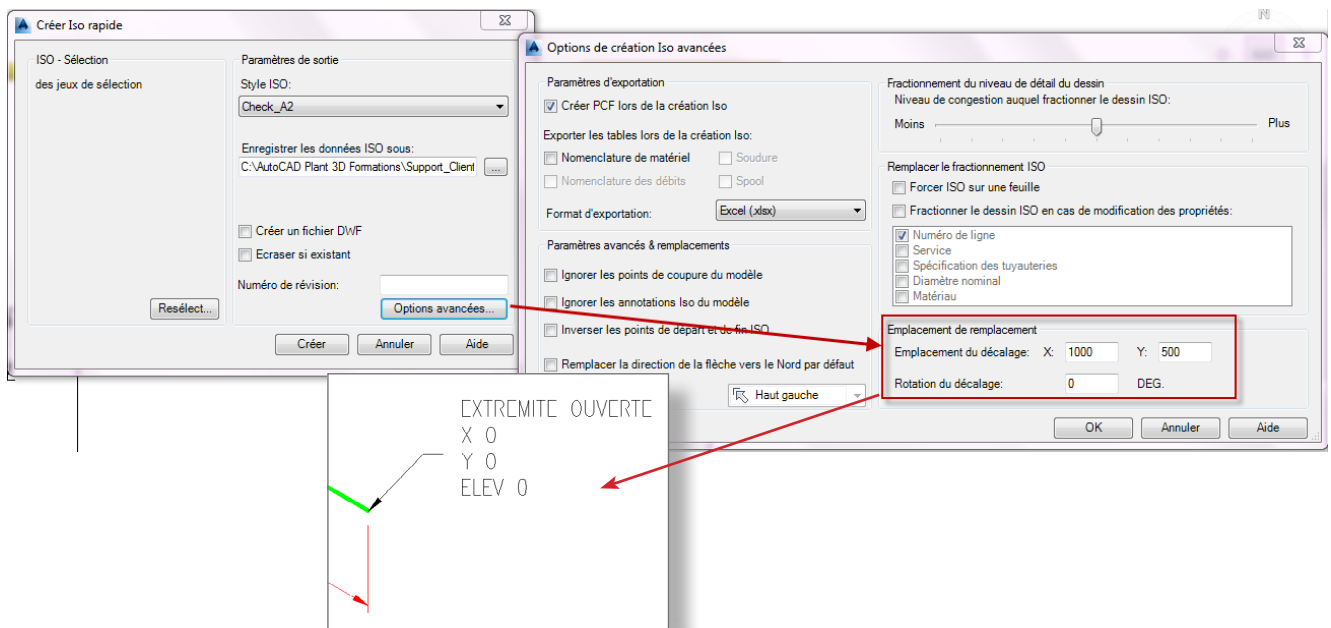 N
Créer Iso rapide
ISO - Sélection
des jeux de sélection
Resélect...
Paramètres de sortie
Style ISO:
Check_A2
Enregistrer les données ISO sous:
C:\AutoCAD Plant 3D Formations\Support_Client
...
Créer un fichier DWF
Ecraser si existant
Numéro de révision:
Options avancées...
Créer
Annuler
Aide
Options de création Iso avancées
Paramètres d'exportation
Créer PCF lors de la création Iso
Exporter les tables lors de la création Iso:
Nomenclature de matériel
Soudure
Nomenclature des débits
Spool
Format d'exportation:
Excel (.xlsx)
Paramètres avancés & remplacements
Ignorer les points de coupure du modèle
Ignorer les annotations Iso du modèle
Inverser les points de départ et de fin ISO
Remplacer la direction de la flèche vers le Nord par défaut
Haut gauche
Fractionnement du niveau de détail du dessin
Niveau de congestion auquel fractionner le dessin ISO:
Moins
Plus
Remplacer le fractionnement ISO
Forcer ISO sur une feuille
Fractionner le dessin ISO en cas de modification des propriétés:
Numéro de ligne
Service
Spécification des tuyauteries
Diamètre nominal
Matériau
Emplacement de remplacement
Emplacement du décalage: X: 1000 Y: 500
Rotation du décalage: 0 DEG.
OK
Annuler
Aide
EXTREMITE OUVERTE
X 0
Y 0
ELEV 0